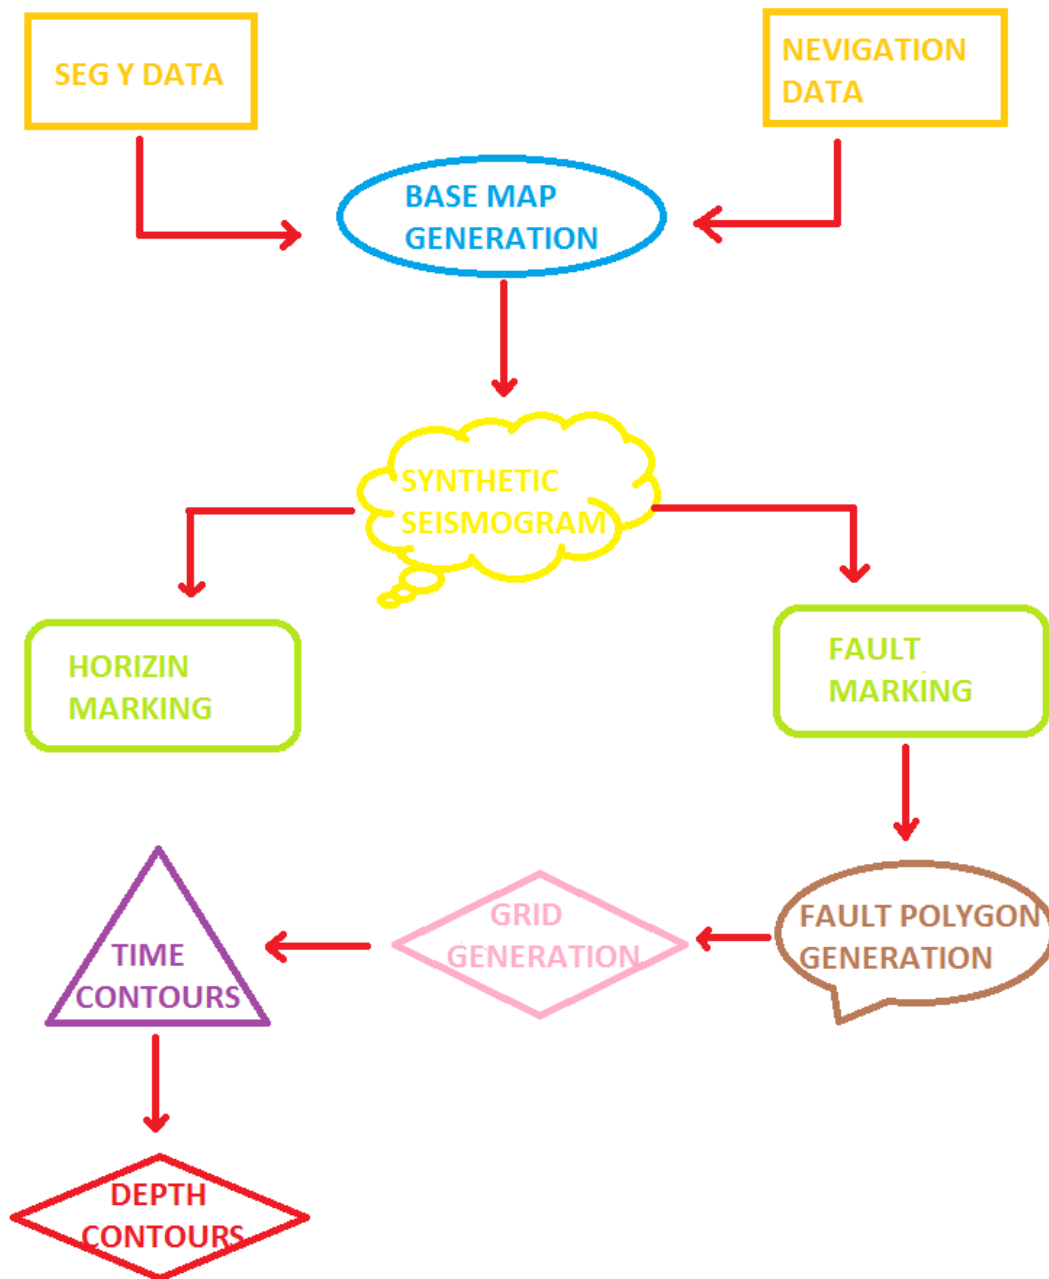 SEG Y DATA
NEVIGATION
DATA
BASE MAP
GENERATION
SYNTHETIC
SEISMOGRAM
HORIZIN
MARKING
FAULT
MARKING
FAULT POLYGON
GENERATION
GRID
GENERATION
TIME
CONTOURS
DEPTH
CONTOURS